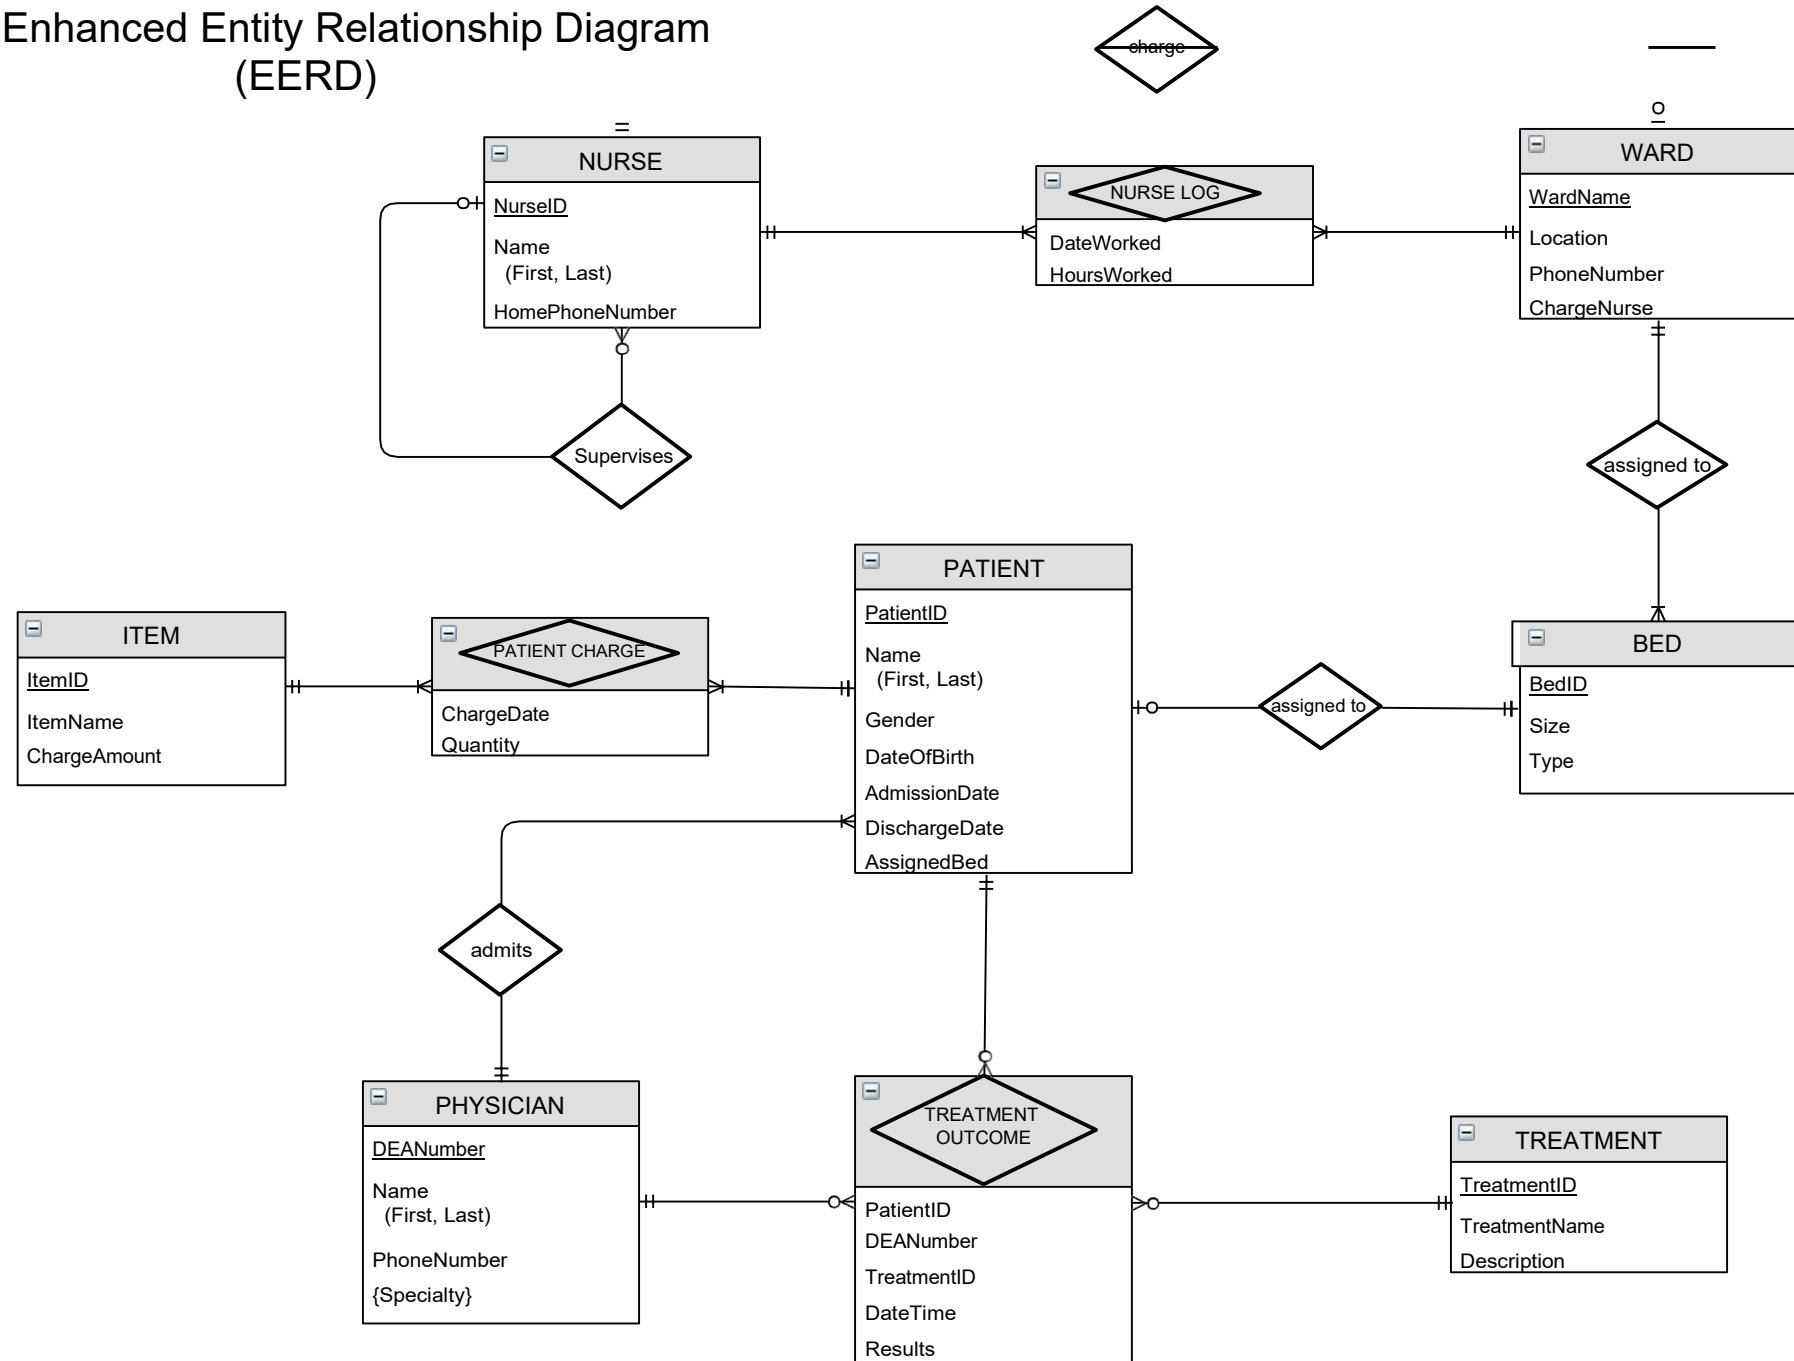 Enhanced Entity Relationship Diagram
(EERD)
charge
NURSE
NurseID
Name
(First, Last)
HomePhoneNumber
NURSE LOG
DateWorked
HoursWorked
WARD
WardName
Location
PhoneNumber
ChargeNurse
Supervises
assigned to
ITEM
ItemID
ItemName
ChargeAmount
PATIENT CHARGE
ChargeDate
Quantity
PATIENT
PatientID
Name
(First, Last)
Gender
DateOfBirth
AdmissionDate
DischargeDate
AssignedBed
assigned to
BED
BedID
Size
Type
admits
PHYSICIAN
DEANumber
Name
(First, Last)
PhoneNumber
{Specialty}
TREATMENT
OUTCOME
PatientID
DEANumber
TreatmentID
DateTime
Results
TREATMENT
TreatmentID
TreatmentName
Description